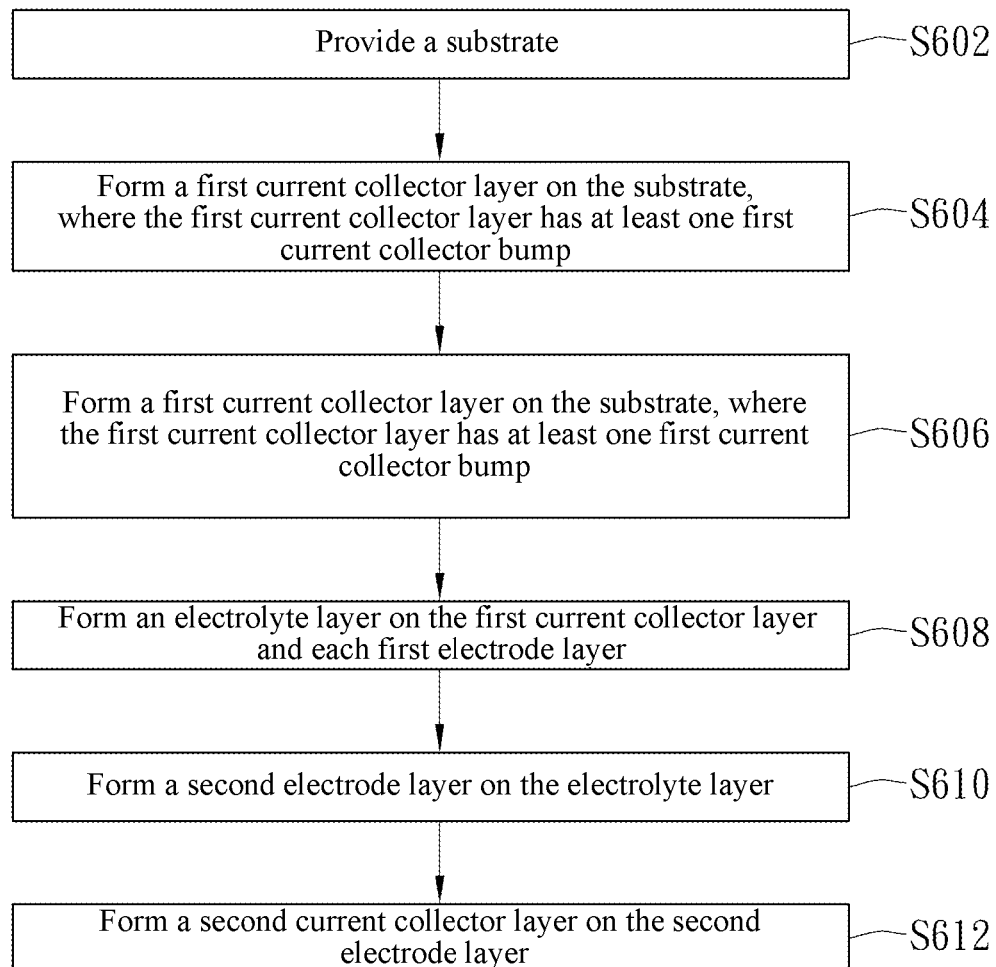 Provide a substrate
S602
Form a first current collector layer on the substrate,
where the first current collector layer has at least one first
current collector bump
S604
Form a first current collector layer on the substrate, where
the first current collector layer has at least one first current
collector bump
S606
Form an electrolyte layer on the first current collector layer
and each first electrode layer
S608
Form a second electrode layer on the electrolyte layer
S610
Form a second current collector layer on the second
electrode layer
S612